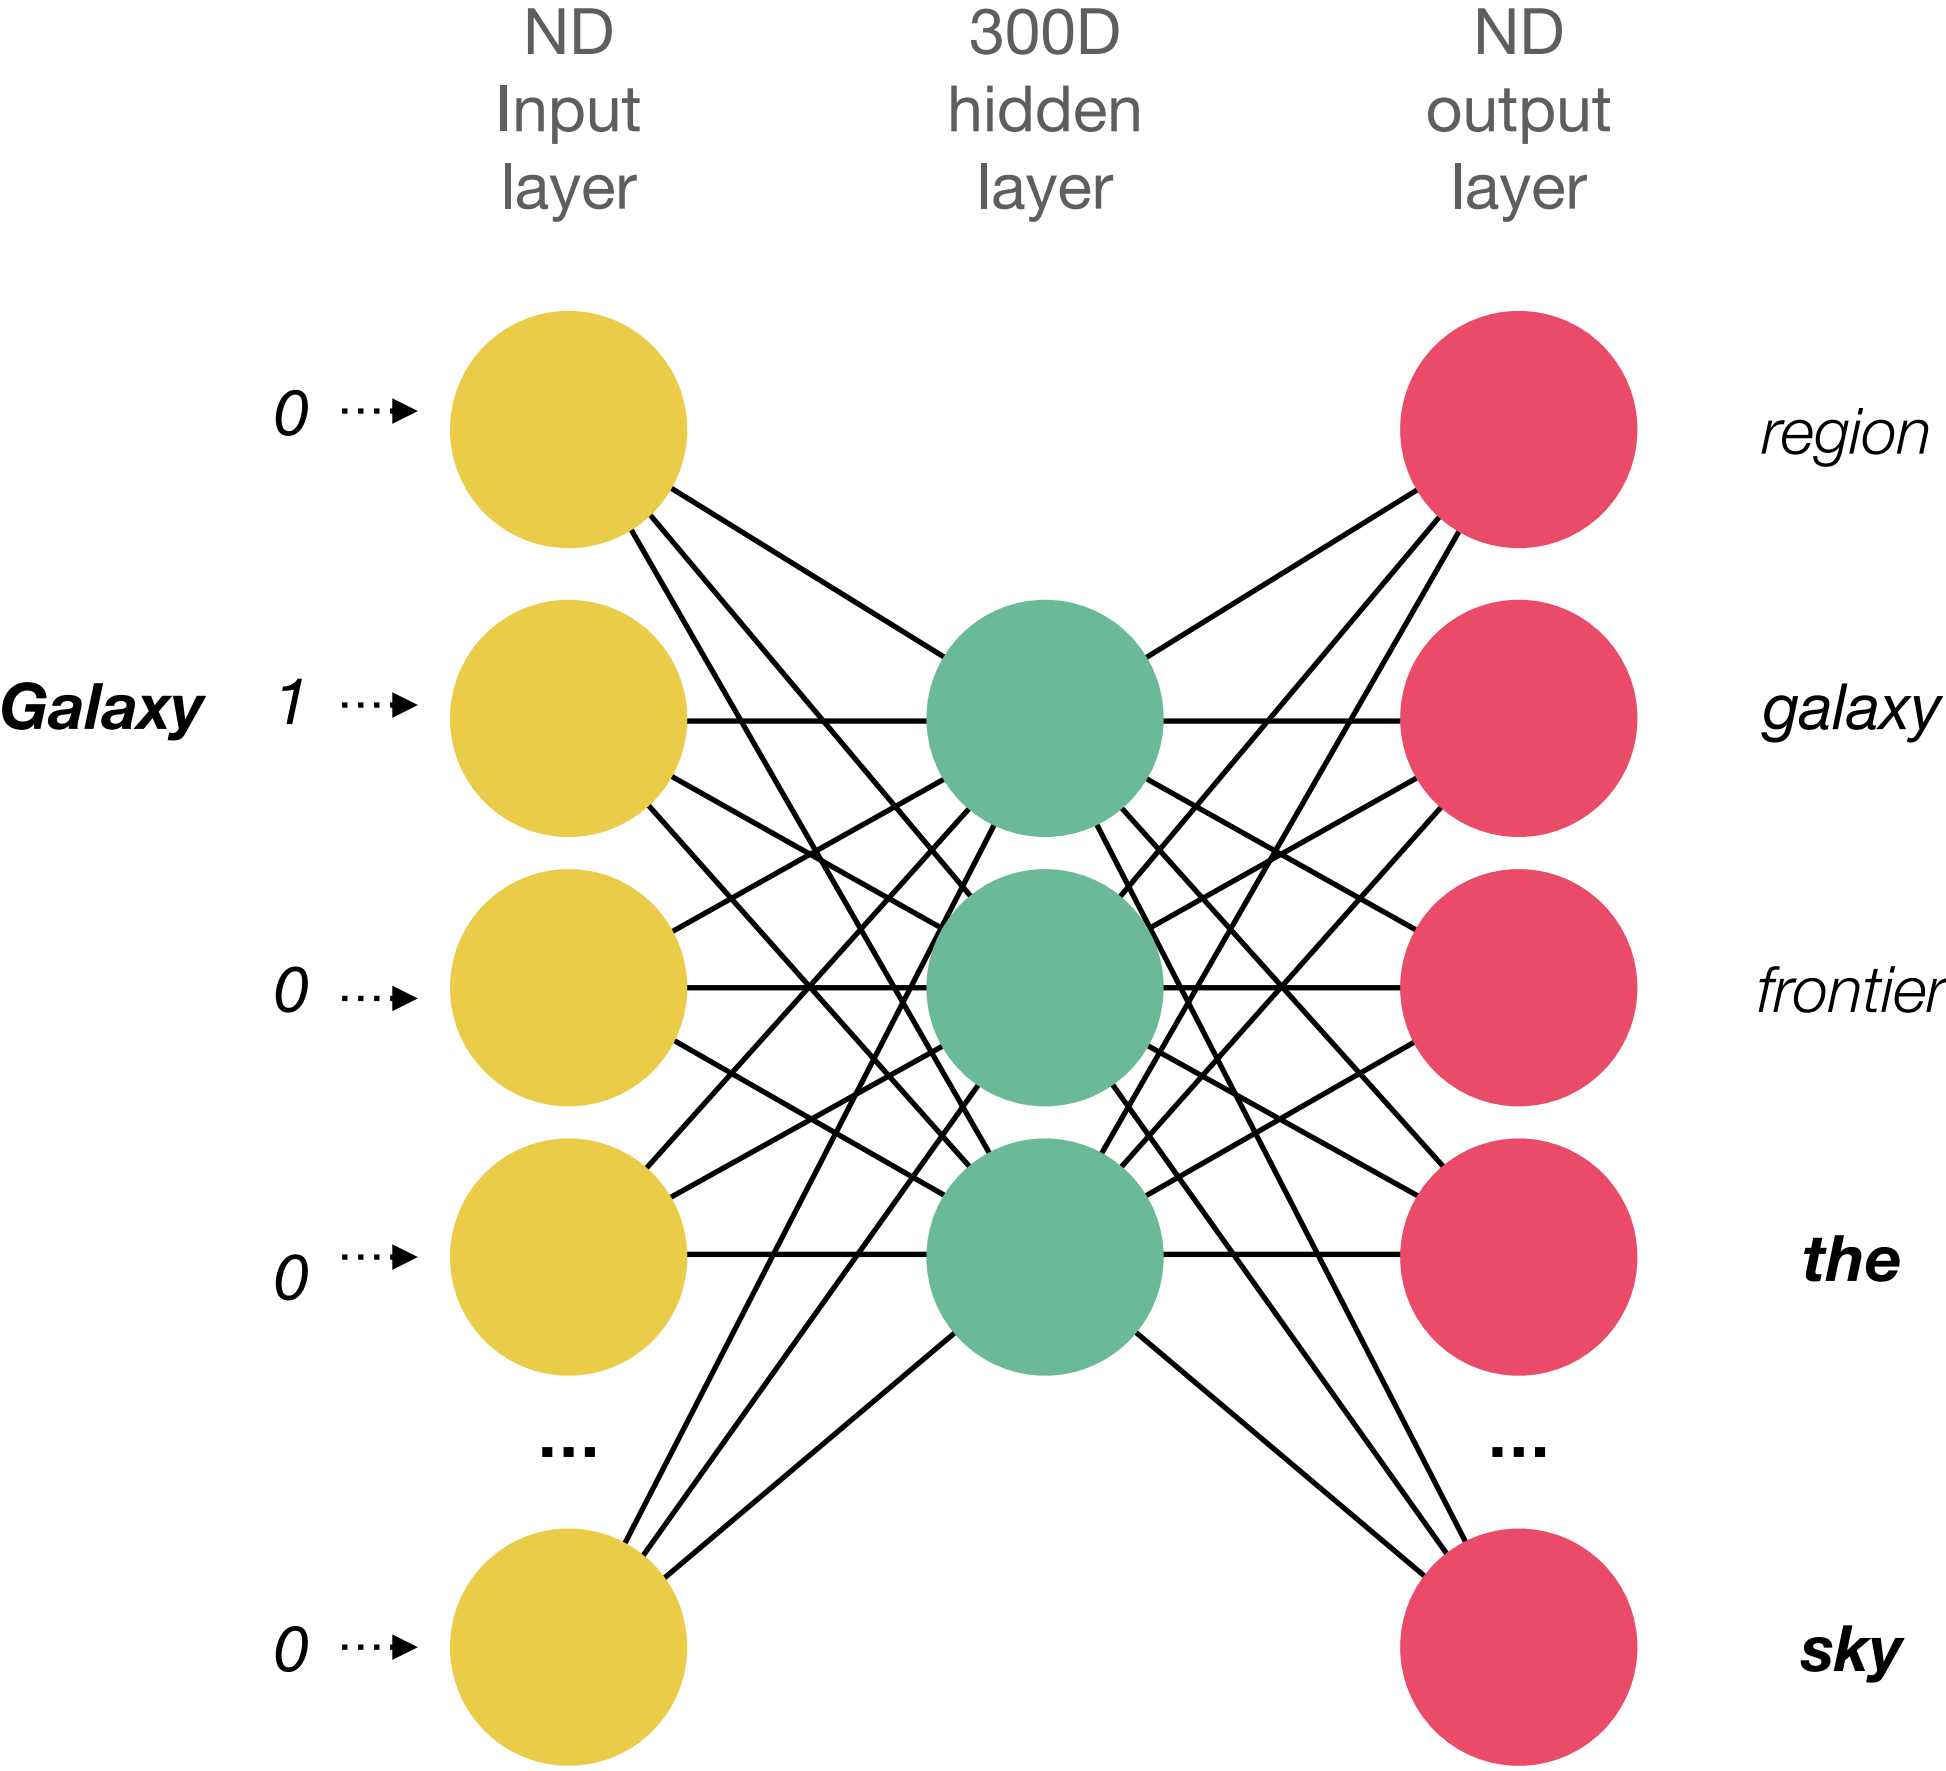 ND
Input
layer
300D
hidden
layer
ND
output
layer
0
region
Galaxy 1
galaxy
0
frontier
0
the
...
...
0
sky